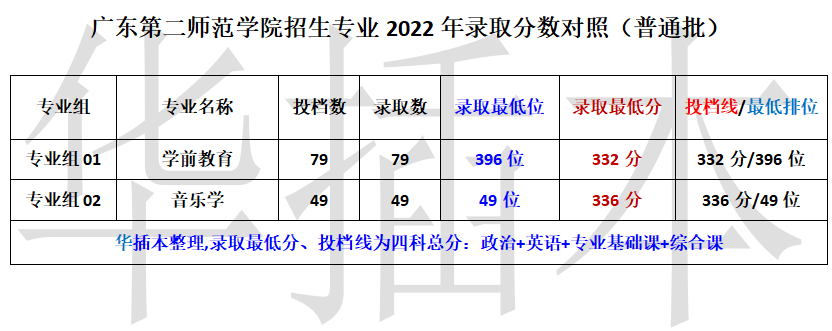 广东第二师范学院招生专业 2022 年录取分数对照（普通批）
专业组 专业名称 投档数 录取数 录取最低位 录取最低分 投档线/最低排位
专业组 01 学前教育 79 79 396 位 332 分 332 分/396 位
专业组 02 音乐学 49 49 49 位 336 分 336 分/49 位
华插本整理,录取最低分、投档线为四科总分：政治+英语+专业基础课+综合课
华插本